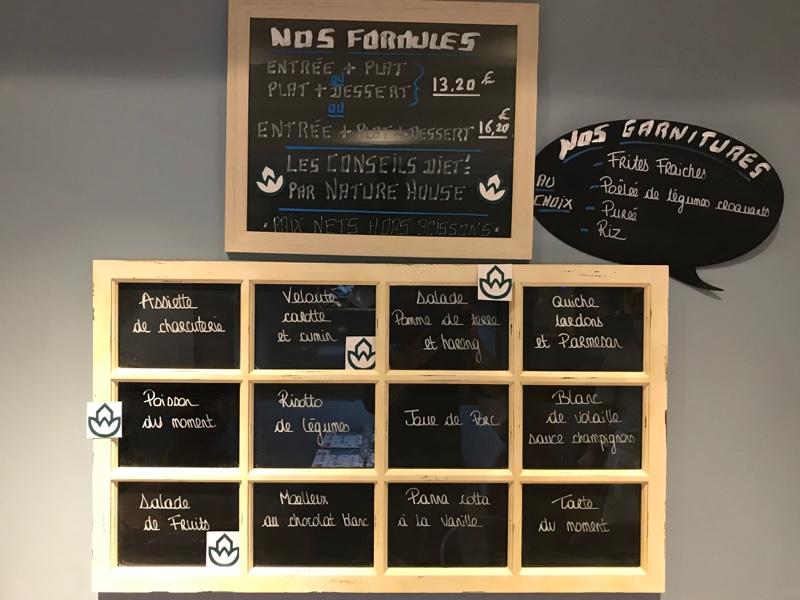 NOS FORMULES
ENTRÉE + PLAT
ou
PLAT + DESSERT
13,20 €
ou
ENTRÉE + PLAT + DESSERT 16,20 €
LES CONSEILS DIET!
PAR NATURE HOUSE
PRIX NETS HORS BOISSONS
NOS GARNITURES
AU CHOIX
- Frites Fraîches
- Poêleé de légumes croquants
- Pureé
- Riz
Assiette
de charcuterie
Velouté
carotte
et cumin
Salade
Pomme de terre
et hareng
Quiche
lardons
et Parmesan
Poisson
du moment
Risotto
de légumes
Joue de Porc
Blanc
de volaille
sauce champignons
Salade
de Fruits
Moelleux
au chocolat blanc
Panna cotta
à la vanille
Tarte
du moment